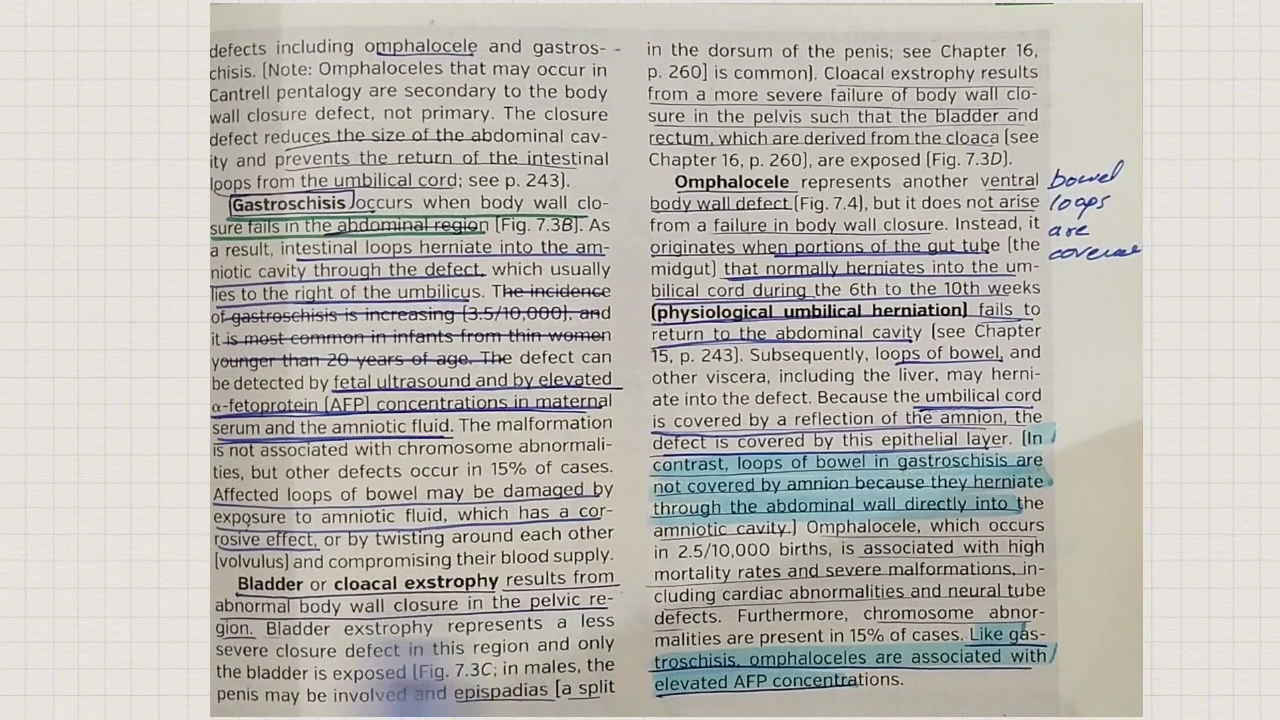 defects including omphalocele and gastros-
chisis. [Note: Omphaloceles that may occur in
Cantrell pentalogy are secondary to the body
wall closure defect, not primary. The closure
defect reduces the size of the abdominal cav-
ity and prevents the return of the intestinal
loops from the umbilical cord; see p. 243].
Gastroschisis occurs when body wall clo-
sure fails in the abdominal region (Fig. 7.3B). As
a result, intestinal loops herniate into the am-
niotic cavity through the defect, which usually
lies to the right of the umbilicus. The incidence
of gastroschisis is increasing (3.5/10,000), and
it is most common in infants from thin women
younger than 20 years of age. The defect can
be detected by fetal ultrasound and by elevated
α-fetoprotein (AFP) concentrations in maternal
serum and the amniotic fluid. The malformation
is not associated with chromosome abnormali-
ties, but other defects occur in 15% of cases.
Affected loops of bowel may be damaged by
exposure to amniotic fluid, which has a cor-
rosive effect, or by twisting around each other
(volvulus) and compromising their blood supply.
Bladder or cloacal exstrophy results from
abnormal body wall closure in the pelvic re-
gion. Bladder exstrophy represents a less
severe closure defect in this region and only
the bladder is exposed (Fig. 7.3C; in males, the
penis may be involved and epispadias [a split
in the dorsum of the penis; see Chapter 16,
p. 260] is common). Cloacal exstrophy results
from a more severe failure of body wall clo-
sure in the pelvis such that the bladder and
rectum, which are derived from the cloaca (see
Chapter 16, p. 260), are exposed (Fig. 7.3D).
Omphalocele represents another ventral
body wall defect (Fig. 7.4), but it does not arise
from a failure in body wall closure. Instead, it
originates when portions of the gut tube (the
midgut) that normally herniates into the um-
bilical cord during the 6th to the 10th weeks
(physiological umbilical herniation) fails to
return to the abdominal cavity (see Chapter
15, p. 243). Subsequently, loops of bowel, and
other viscera, including the liver, may herni-
ate into the defect. Because the umbilical cord
is covered by a reflection of the amnion, the
defect is covered by this epithelial layer. (In
contrast, loops of bowel in gastroschisis are
not covered by amnion because they herniate
through the abdominal wall directly into the
amniotic cavity.) Omphalocele, which occurs
in 2.5/10,000 births, is associated with high
mortality rates and severe malformations, in-
cluding cardiac abnormalities and neural tube
defects. Furthermore, chromosome abnor-
malities are present in 15% of cases. Like gas-
troschisis, omphaloceles are associated with
elevated AFP concentrations.
bowel
loops
are